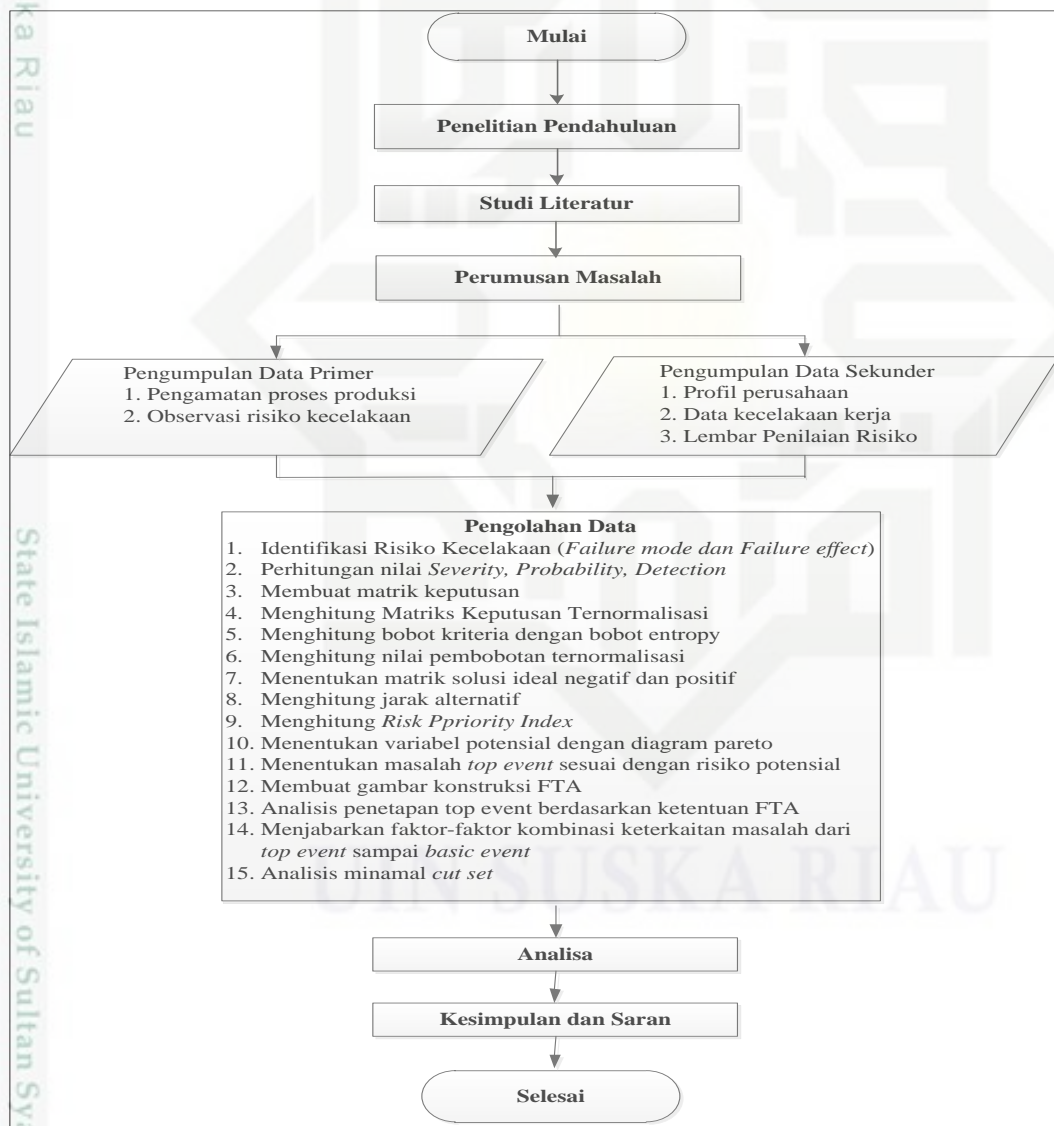 Mulai
Penelitian Pendahuluan
Studi Literatur
Perumusan Masalah
Pengumpulan Data Primer
1. Pengamatan proses produksi
2. Observasi risiko kecelakaan
Pengumpulan Data Sekunder
1. Profil perusahaan
2. Data kecelakaan kerja
3. Lembar Penilaian Risiko
Pengolahan Data
1. Identifikasi Risiko Kecelakaan (Failure mode dan Failure effect)
2. Perhitungan nilai Severity, Probability, Detection
3. Membuat matrik keputusan
4. Menghitung Matriks Keputusan Ternormalisasi
5. Menghitung bobot kriteria dengan bobot entropy
6. Menghitung nilai pembobotan ternormalisasi
7. Menentukan matrik solusi ideal negatif dan positif
8. Menghitung jarak alternatif
9. Menghitung Risk Ppriority Index
10. Menentukan variabel potensial dengan diagram pareto
11. Menentukan masalah top event sesuai dengan risiko potensial
12. Membuat gambar konstruksi FTA
13. Analisis penetapan top event berdasarkan ketentuan FTA
14. Menjabarkan faktor-faktor kombinasi keterkaitan masalah dari
top event sampai basic event
15. Analisis minamal cut set
Analisa
Kesimpulan dan Saran
Selesai
UIN SUSKA RIAU
ka Riau
State Islamic University of Sultan Sya